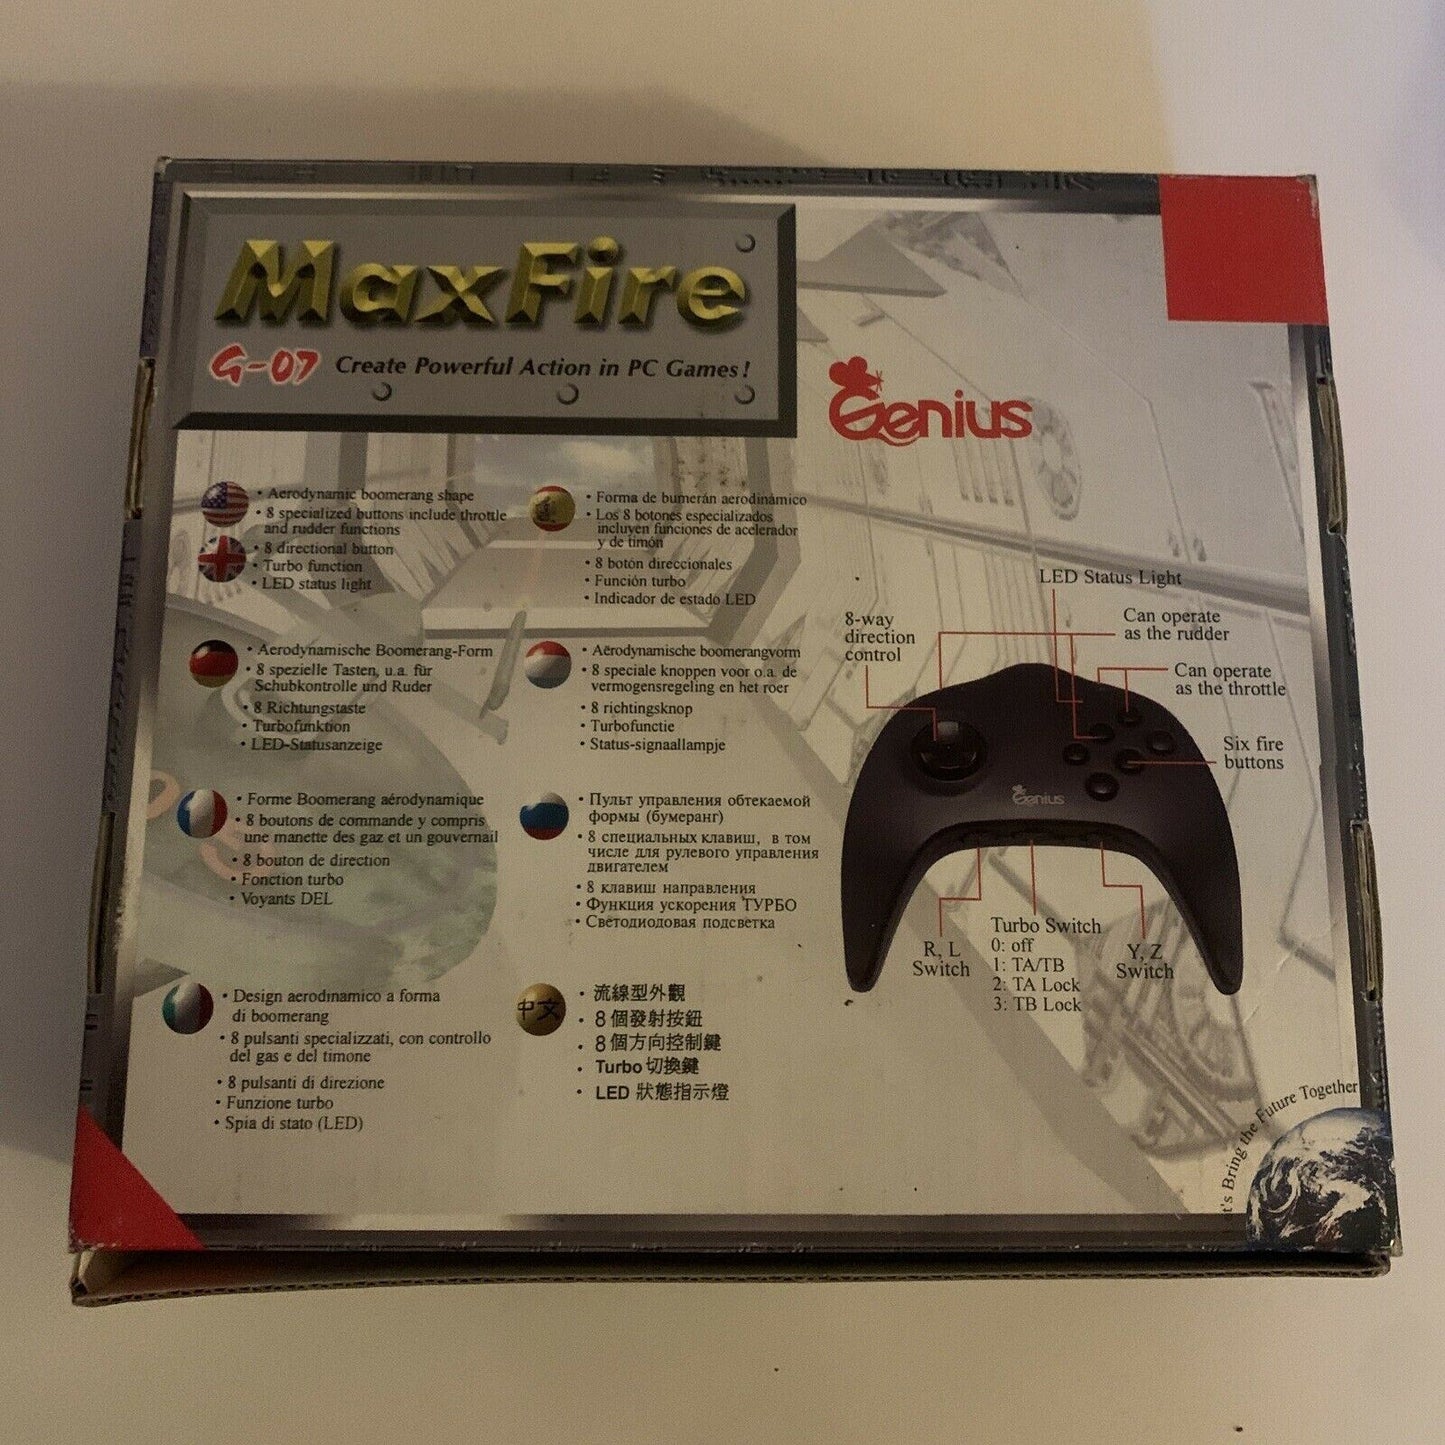 MaxFire
G-07 Create Powerful Action in PC Games!
Genius
• Aerodynamic boomerang shape
• 8 specialized buttons include throttle
and rudder functions
• 8 directional button
• Turbo function
• LED status light
• Forma de bumerán aerodinámico
• Los 8 botones especializados
incluyen funciones de acelerador
y de timón
• 8 botón direccionales
• Función turbo
• Indicador de estado LED
• Aerodynamische Boomerang-Form
• 8 spezielle Tasten, u.a. für
Schubkontrolle und Ruder
• 8 Richtungstaste
• Turbofunktion
• LED-Statusanzeige
• Aërodynamische boomerangvorm
• 8 speciale knoppen voor o.a. de
vermogensregeling en het roer
• 8 richtingsknop
• Turbofunctie
• Status-signaallampje
• Forme Boomerang aérodynamique
• 8 boutons de commande y compris
une manette des gaz et un gouvernail
• 8 bouton de direction
• Fonction turbo
• Voyants DEL
• Пульт управления обтекаемой
формы (бумеранг)
• 8 специальных клавиш, в том
числе для рулевого управления
двигателем
• 8 клавиш направления
• Функция ускорения ТУРБО
• Светодиодовая подсветка
• Design aerodinamico a forma
di boomerang
• 8 pulsanti specializzati, con controllo
del gas e del timone
• 8 pulsanti di direzione
• Funzione turbo
• Spia di stato (LED)
中文
• 流線型外觀
• 8個發射按鈕
• 8個方向控制鍵
• Turbo切換鍵
• LED 狀態指示燈
LED Status Light
8-way
direction
control
Can operate
as the rudder
Can operate
as the throttle
Six fire
buttons
Genius
R, L
Switch
Turbo Switch
0: off
1: TA/TB
2: TA Lock
3: TB Lock
Y, Z
Switch
Bring the Future Together